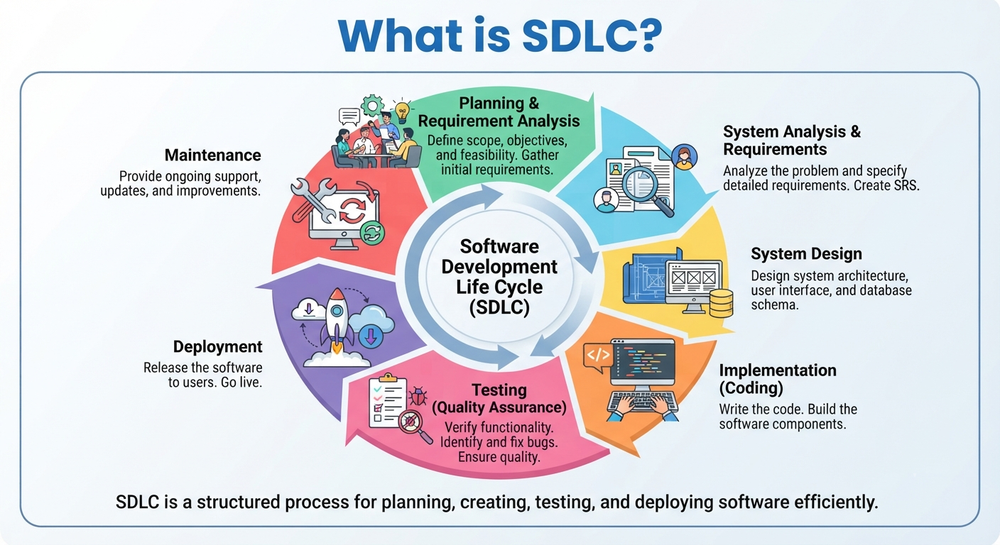 What is SDLC?
Planning &
Requirement Analysis
Define scope, objectives,
and feasibility. Gather
initial requirements.
System Analysis &
Requirements
Analyze the problem and specify
detailed requirements. Create SRS.
System Design
Design system architecture,
user interface, and database
schema.
</>
Implementation
(Coding)
Write the code. Build the
software components.
Testing
(Quality Assurance)
Verify functionality.
Identify and fix bugs.
Ensure quality.
Deployment
Release the software
to users. Go live.
Maintenance
Provide ongoing support,
updates, and improvements.
Software
Development
Life Cycle
(SDLC)
SDLC is a structured process for planning, creating, testing, and deploying software efficiently.